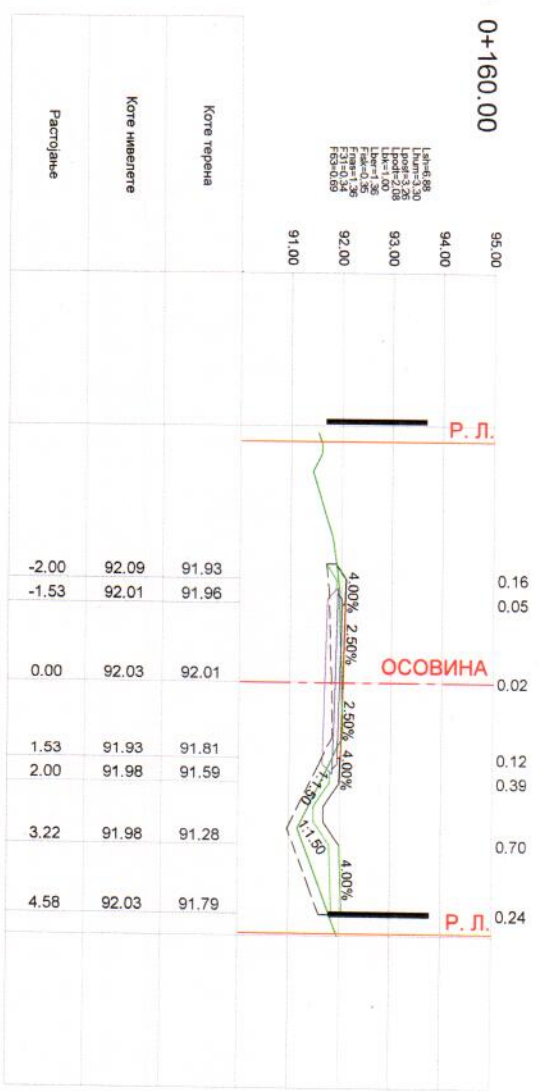 0+160.00
Lsh=6.88
Lhum=3.30
Lpost=3.26
Lpodt=2.08
Lbk=1.00
Lber=1.36
Fisk=0.35
Fnas=1.36
F31=0.34
F63=0.69
95.00
94.00
93.00
92.00
91.00
Р. Л.
ОСОВИНА
Р. Л.
4.00%
2.50%
2.50%
4.00%
1:1.50
1:1.50
4.00%
0.16
0.05
0.02
0.12
0.39
0.70
0.24
Коте терена
91.93
91.96
92.01
91.81
91.59
91.28
91.79
Коте нивелете
92.09
92.01
92.03
91.93
91.98
91.98
92.03
Растојање
-2.00
-1.53
0.00
1.53
2.00
3.22
4.58